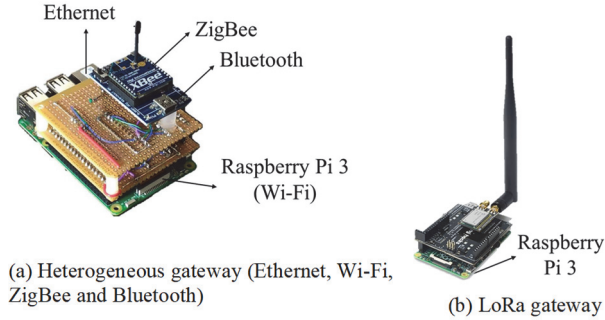 Ethernet
ZigBee
Bluetooth
XBee
Raspberry Pi 3
(Wi-Fi)
(a) Heterogeneous gateway (Ethernet, Wi-Fi,
ZigBee and Bluetooth)
Raspberry
Pi 3
(b) LoRa gateway